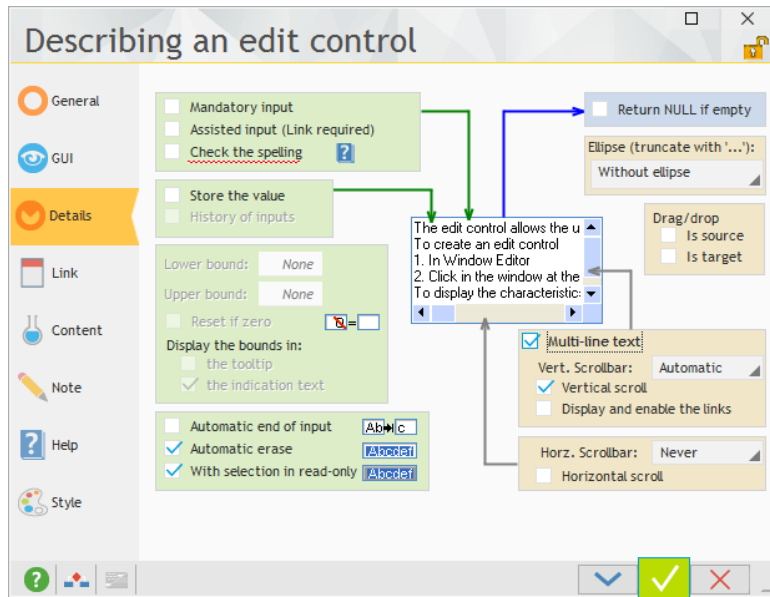 Describing an edit control
General
GUI
Details
Link
Content
Note
Help
Style
Mandatory input
Assisted input (Link required)
Check the spelling
?
Store the value
History of inputs
Lower bound: None
Upper bound: None
Reset if zero
0=
Display the bounds in:
the tooltip
the indication text
Automatic end of input
Ab c
Automatic erase
Abcdef
With selection in read-only
Abcdef
The edit control allows the u
To create an edit control
1. In Window Editor
2. Click in the window at the
To display the characteristic
Return NULL if empty
Ellipse (truncate with '...'):
Without ellipse
Drag/drop
Is source
Is target
Multi-line text
Vert. Scrollbar: Automatic
Vertical scroll
Display and enable the links
Horz. Scrollbar: Never
Horizontal scroll
?